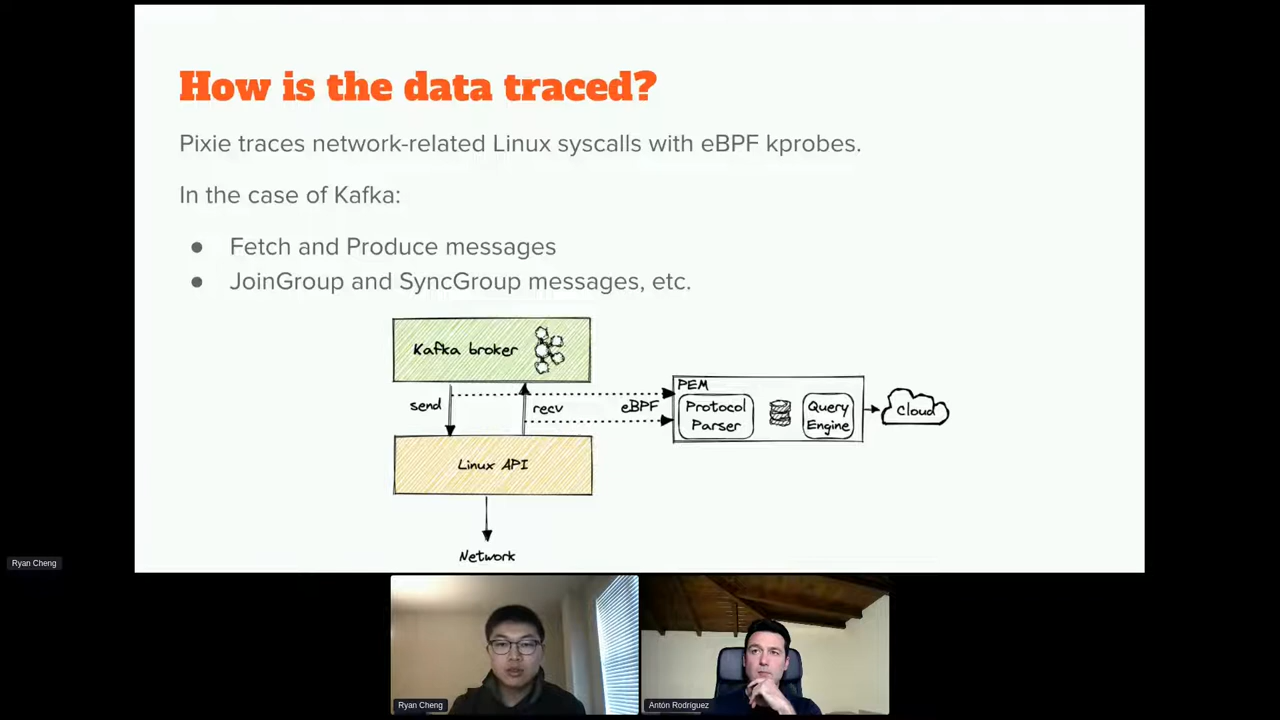 How is the data traced?
Pixie traces network-related Linux syscalls with eBPF kprobes.
In the case of Kafka:
● Fetch and Produce messages
● JoinGroup and SyncGroup messages, etc.
Kafka broker
send
recv
eBPF
PEM
Protocol
Parser
Query
Engine
Cloud
Linux API
Network
Ryan Cheng
Ryan Cheng
Antón Rodríguez